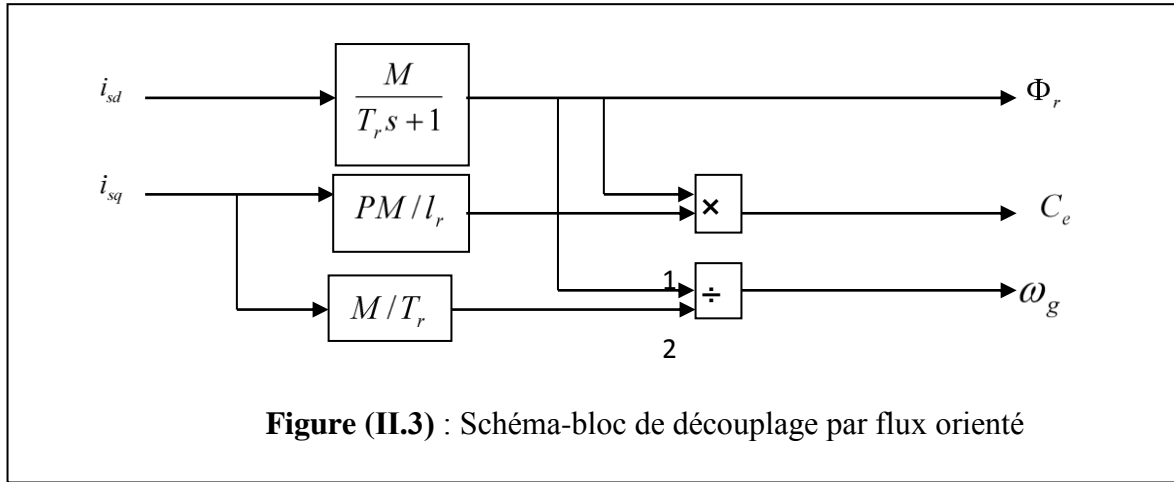 i_sd
M
T_r s + 1
Φ_r
i_sq
PM / l_r
×
C_e
M / T_r
1
÷
ω_g
2
Figure (II.3) : Schéma-bloc de découplage par flux orienté